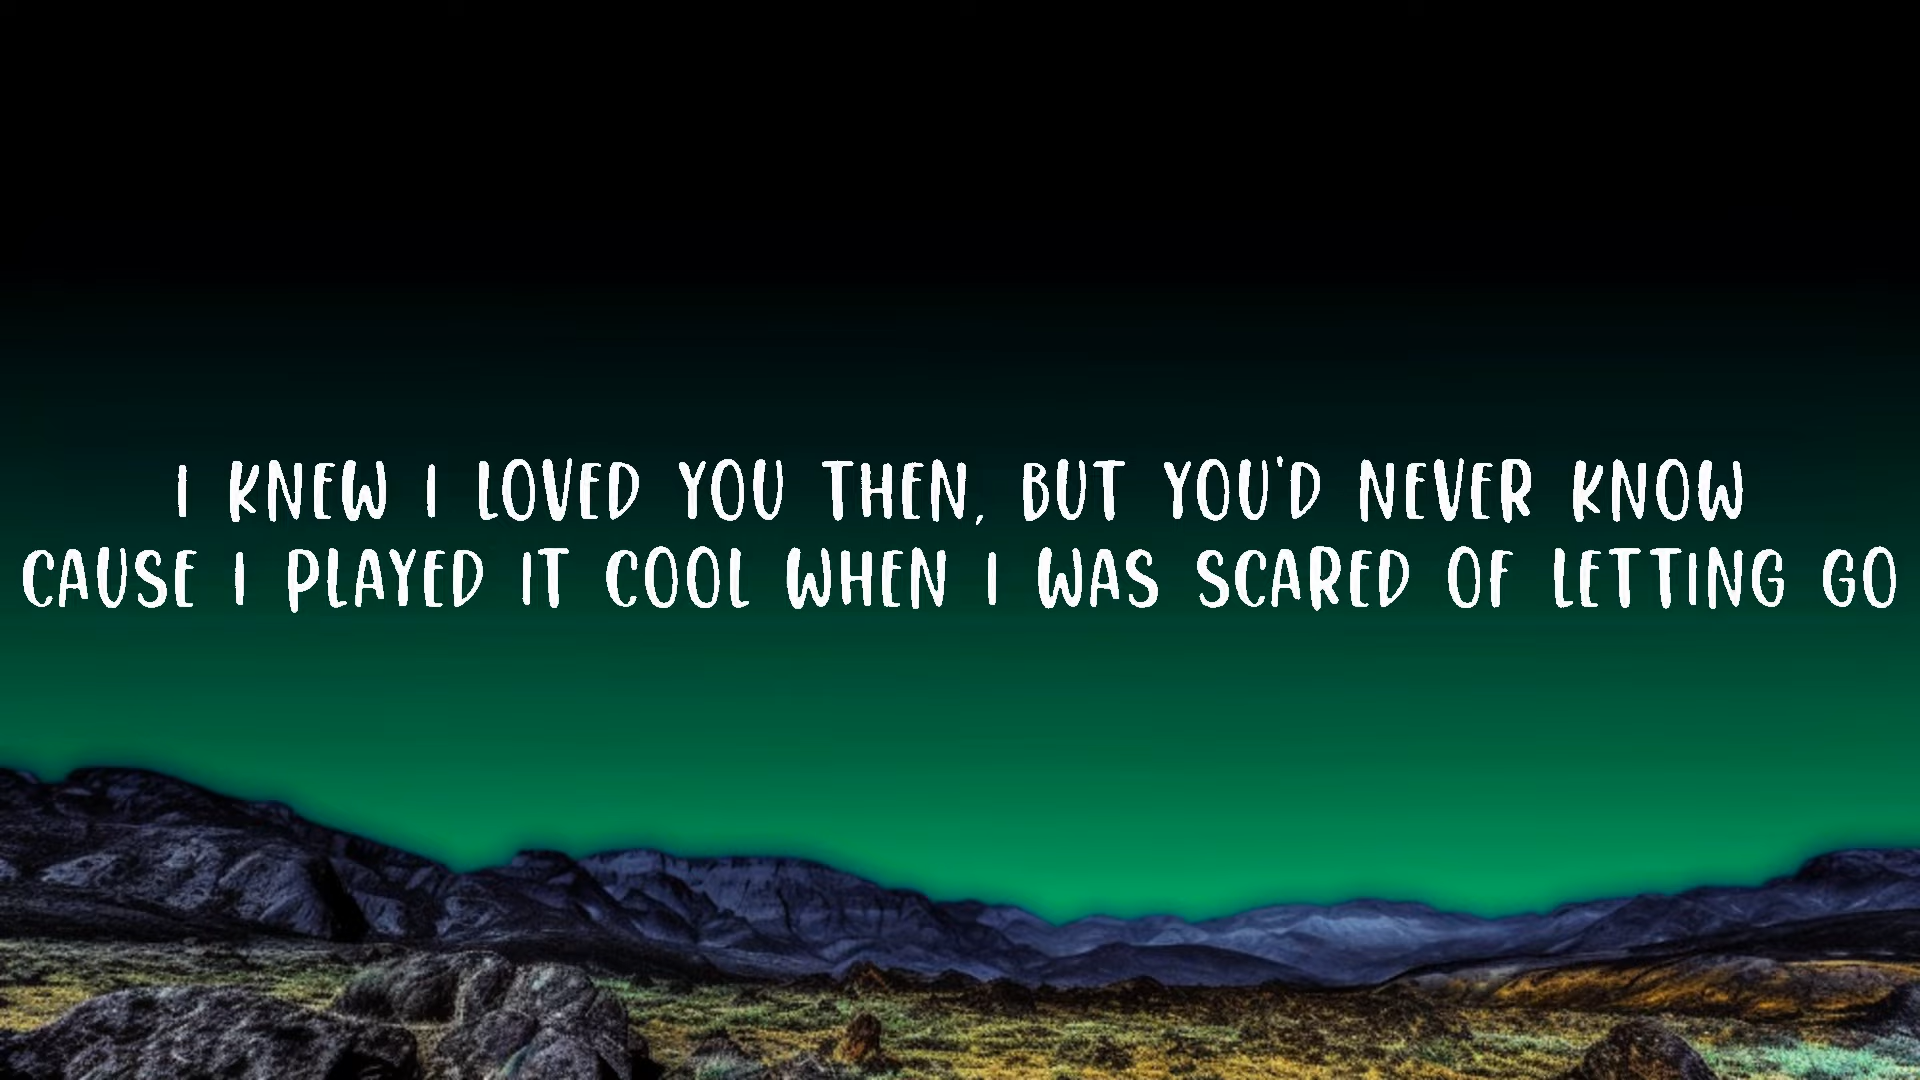 I KNEW I LOVED YOU THEN, BUT YOU'D NEVER KNOW
CAUSE I PLAYED IT COOL WHEN I WAS SCARED OF LETTING GO